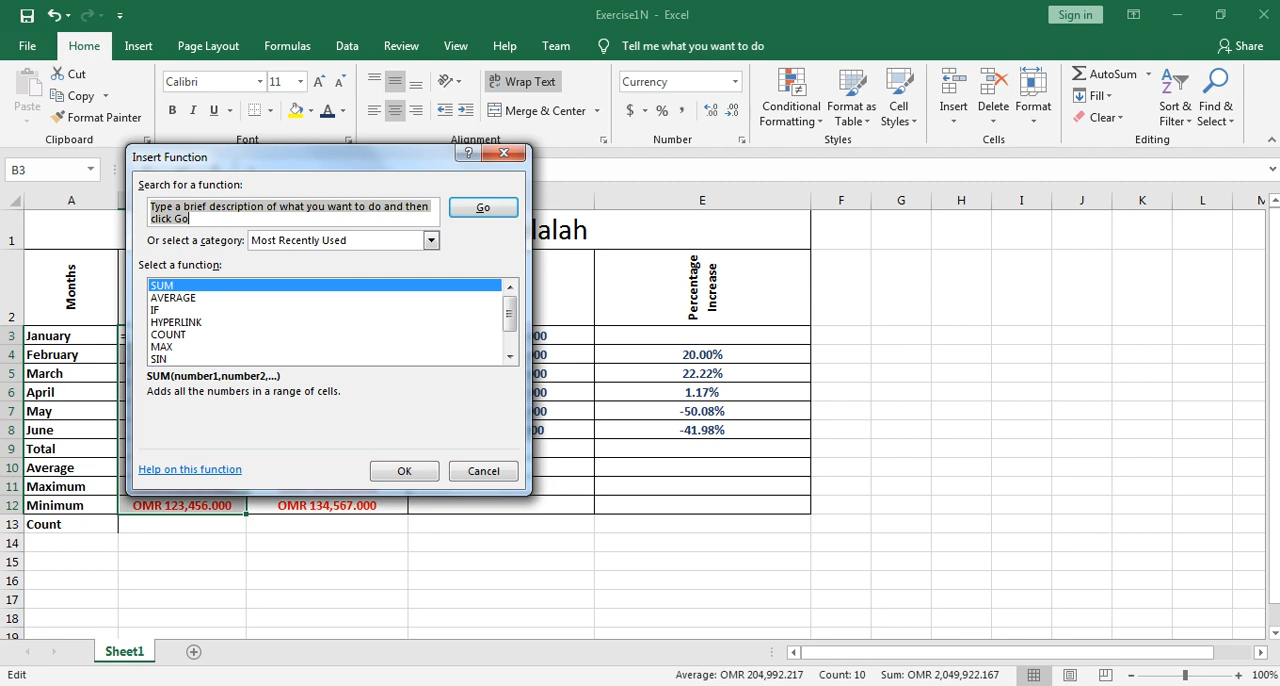 Exercise1N - Excel
Sign in
File Home Insert Page Layout Formulas Data Review View Help Team Tell me what you want to do Share
Paste
Cut
Copy
Format Painter
Clipboard
Calibri 11
B I U
Font
Wrap Text
Merge & Center
Alignment
Currency
$ % ,
Number
Conditional Formatting
Format as Table
Cell Styles
Styles
Insert Delete Format
Cells
AutoSum
Fill
Clear
Sort & Filter
Find & Select
Editing
B3
Insert Function
Search for a function:
Type a brief description of what you want to do and then
click Go
Go
Or select a category: Most Recently Used
Select a function:
SUM
AVERAGE
IF
HYPERLINK
COUNT
MAX
SIN
SUM(number1,number2,...)
Adds all the numbers in a range of cells.
Help on this function
OK Cancel
A E F G H I J K L M
1 lalah
2 Months Percentage Increase
3 January = 00
4 February 00 20.00%
5 March 00 22.22%
6 April 00 1.17%
7 May 00 -50.08%
8 June 00 -41.98%
9 Total
10 Average
11 Maximum
12 Minimum OMR 123,456.000 OMR 134,567.000
13 Count
14
15
16
17
18
19
Sheet1
Edit
Average: OMR 204,992.217 Count: 10 Sum: OMR 2,049,922.167
100%